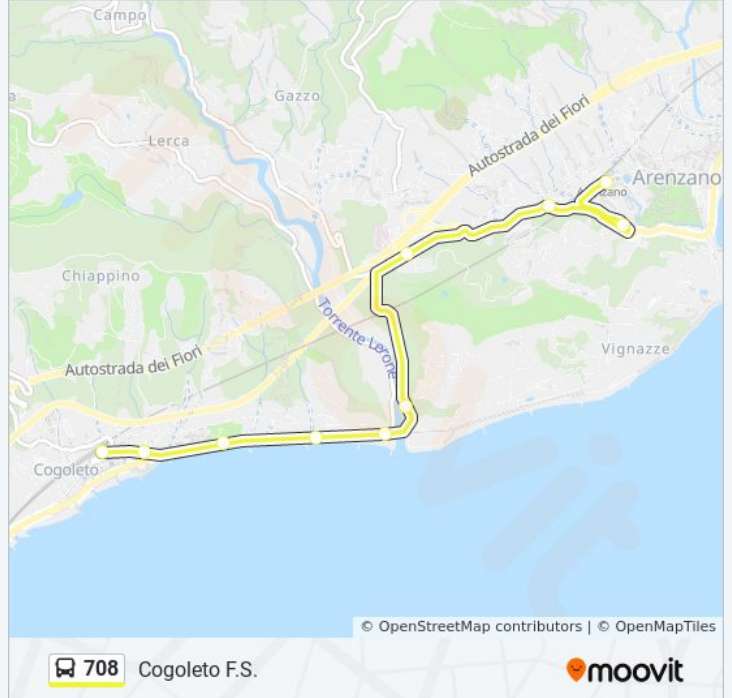 Campo
Gazzo
Lerca
Autostrada dei Fiori
Arenzano
Chiappino
Torrente Lerone
Vignazze
Autostrada dei Fiori
Cogoleto
© OpenStreetMap contributors | © OpenMapTiles
708 Cogoleto F.S.
moovit